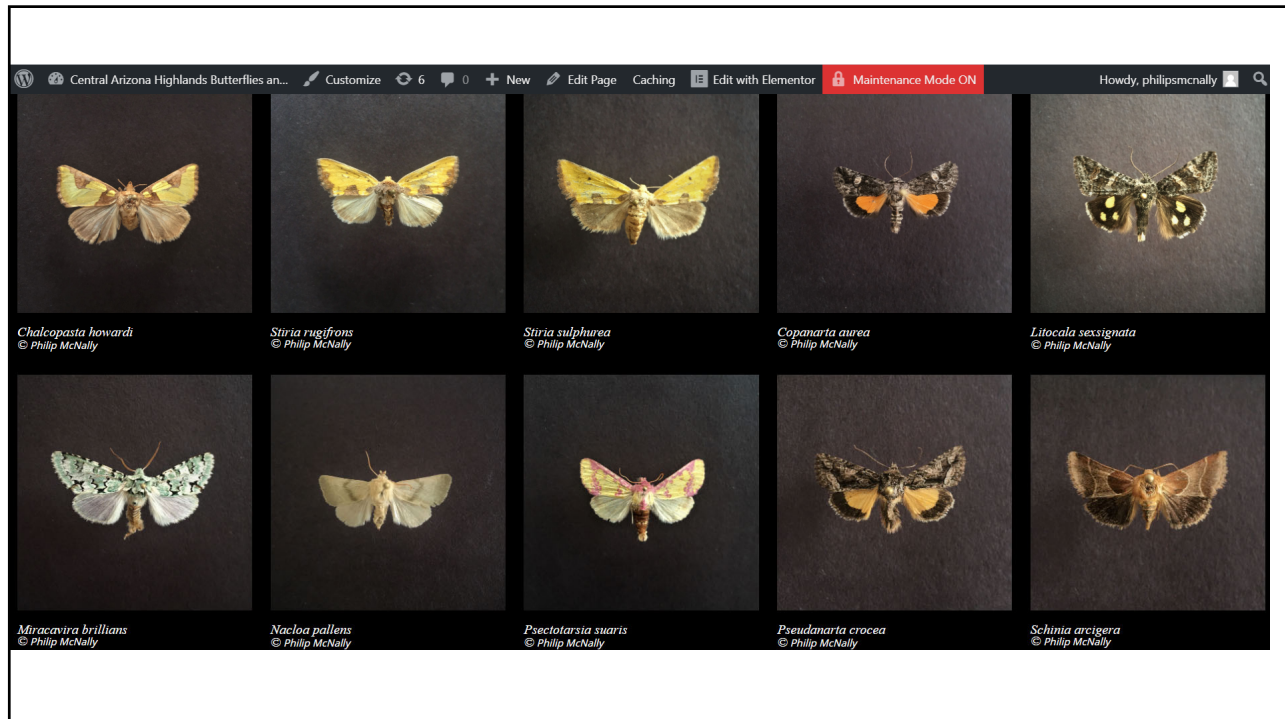 Central Arizona Highlands Butterflies an... Customize 6 0 New Edit Page Caching Edit with Elementor Maintenance Mode ON Howdy, philipsmcnally
Chalcopasta howardi
© Philip McNally
Stiria rugifrons
© Philip McNally
Stiria sulphurea
© Philip McNally
Copanarta aurea
© Philip McNally
Litocala sexsignata
© Philip McNally
Miracavira brillians
© Philip McNally
Nacloa pallens
© Philip McNally
Psectotarsia suaris
© Philip McNally
Pseudanarta crocea
© Philip McNally
Schinia arcigera
© Philip McNally